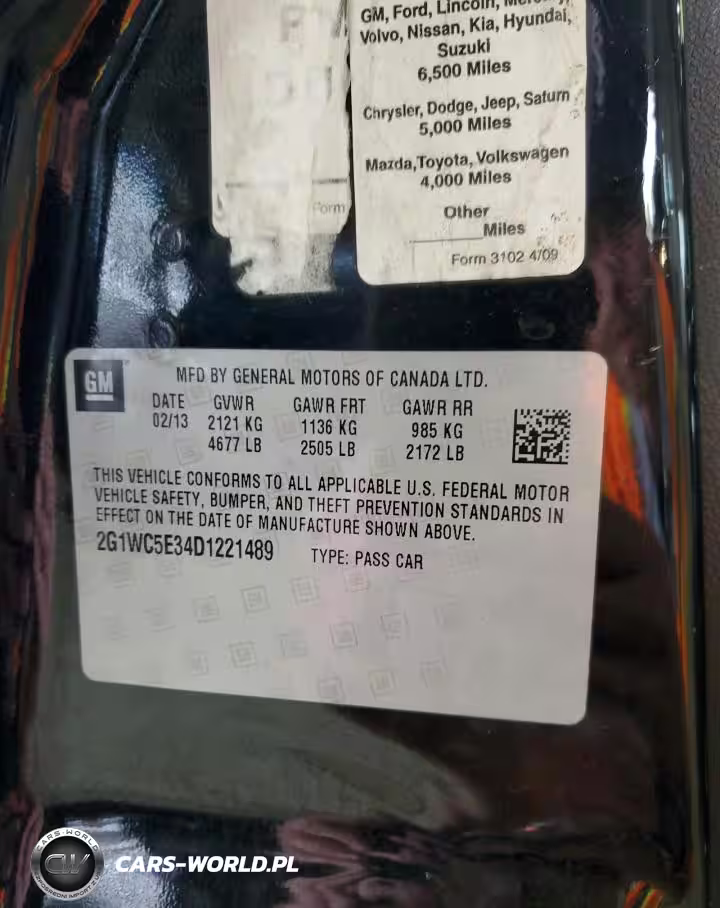 GM, Ford, Lincoln,
Volvo, Nissan, Kia, Hyundai,
Suzuki
6,500 Miles
Chrysler, Dodge, Jeep, Saturn
5,000 Miles
Mazda,Toyota, Volkswagen
4,000 Miles
Other
Miles
Form 3102 4/09
Form
GM
MFD BY GENERAL MOTORS OF CANADA LTD.
DATE GVWR GAWR FRT GAWR RR
02/13 2121 KG 1136 KG 985 KG
4677 LB 2505 LB 2172 LB
THIS VEHICLE CONFORMS TO ALL APPLICABLE U.S. FEDERAL MOTOR
VEHICLE SAFETY, BUMPER, AND THEFT PREVENTION STANDARDS IN
EFFECT ON THE DATE OF MANUFACTURE SHOWN ABOVE.
2G1WC5E34D1221489 TYPE: PASS CAR
CARS-WORLD
CW
CARS-WORLD.PL